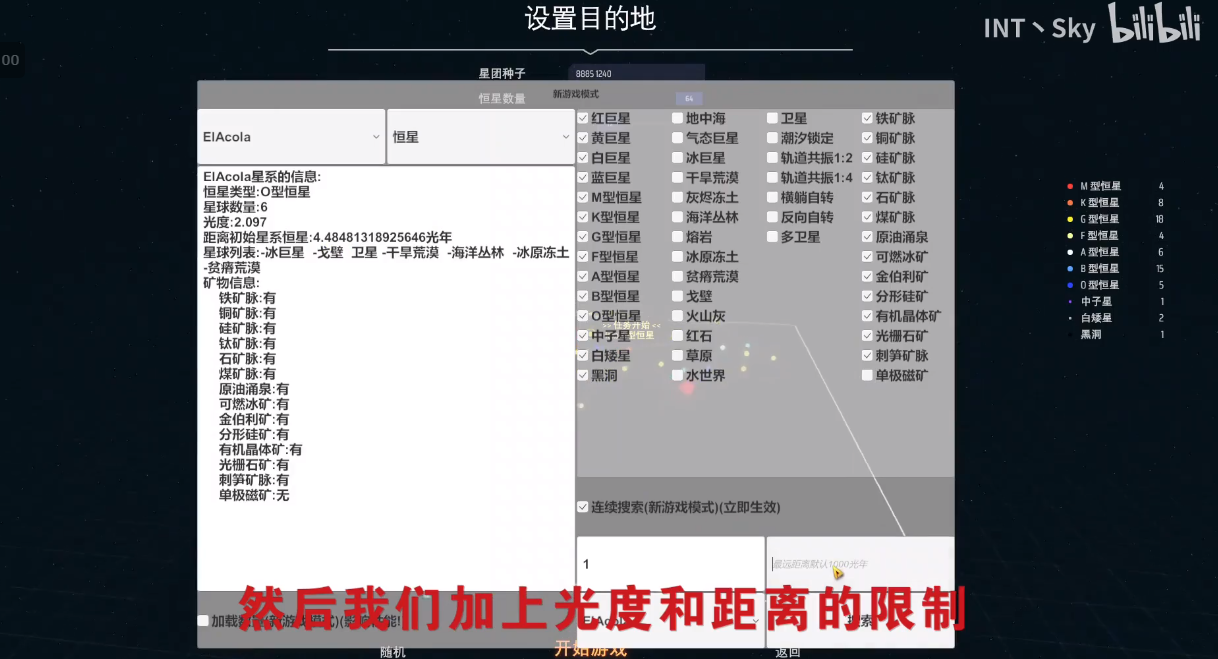 设置目的地
INT丶Sky bilibili
00
星团种子 8885 1240
恒星数量 64
新游戏模式
ElAcola
恒星
ElAcola星系的信息:
恒星类型:O型恒星
星球数量:6
光度:2.097
距离初始星系恒星:4.48481318925646光年
星球列表:-冰巨星 -戈壁 卫星 -干旱荒漠 -海洋丛林 -冰原冻土
-贫瘠荒漠
矿物信息:
铁矿脉:有
铜矿脉:有
硅矿脉:有
钛矿脉:有
石矿脉:有
煤矿脉:有
原油涌泉:有
可燃冰矿:有
金伯利矿:有
分形硅矿:有
有机晶体矿:有
光栅石矿:有
刺笋矿脉:有
单极磁矿:无
红巨星 地中海 卫星 铁矿脉
黄巨星 气态巨星 潮汐锁定 铜矿脉
白巨星 冰巨星 轨道共振1:2 硅矿脉
蓝巨星 干旱荒漠 轨道共振1:4 钛矿脉
M型恒星 灰烬冻土 横躺自转 石矿脉
K型恒星 海洋丛林 反向自转 煤矿脉
G型恒星 熔岩 多卫星 原油涌泉
F型恒星 冰原冻土 可燃冰矿
A型恒星 贫瘠荒漠 金伯利矿
B型恒星 戈壁 分形硅矿
O型恒星 火山灰 有机晶体矿
>> 任务开始 <<
型恒星
中子星 红石 光栅石矿
白矮星 草原 刺笋矿脉
黑洞 水世界 单极磁矿
M 型恒星 4
K 型恒星 8
G 型恒星 18
F 型恒星 4
A 型恒星 6
B 型恒星 15
O 型恒星 5
中子星 1
白矮星 2
黑洞 1
连续搜索(新游戏模式)(立即生效)
1
最远距离默认1000光年
然后我们加上光度和距离的限制
加载
ElAcola
搜索
随机
开始游戏
返回